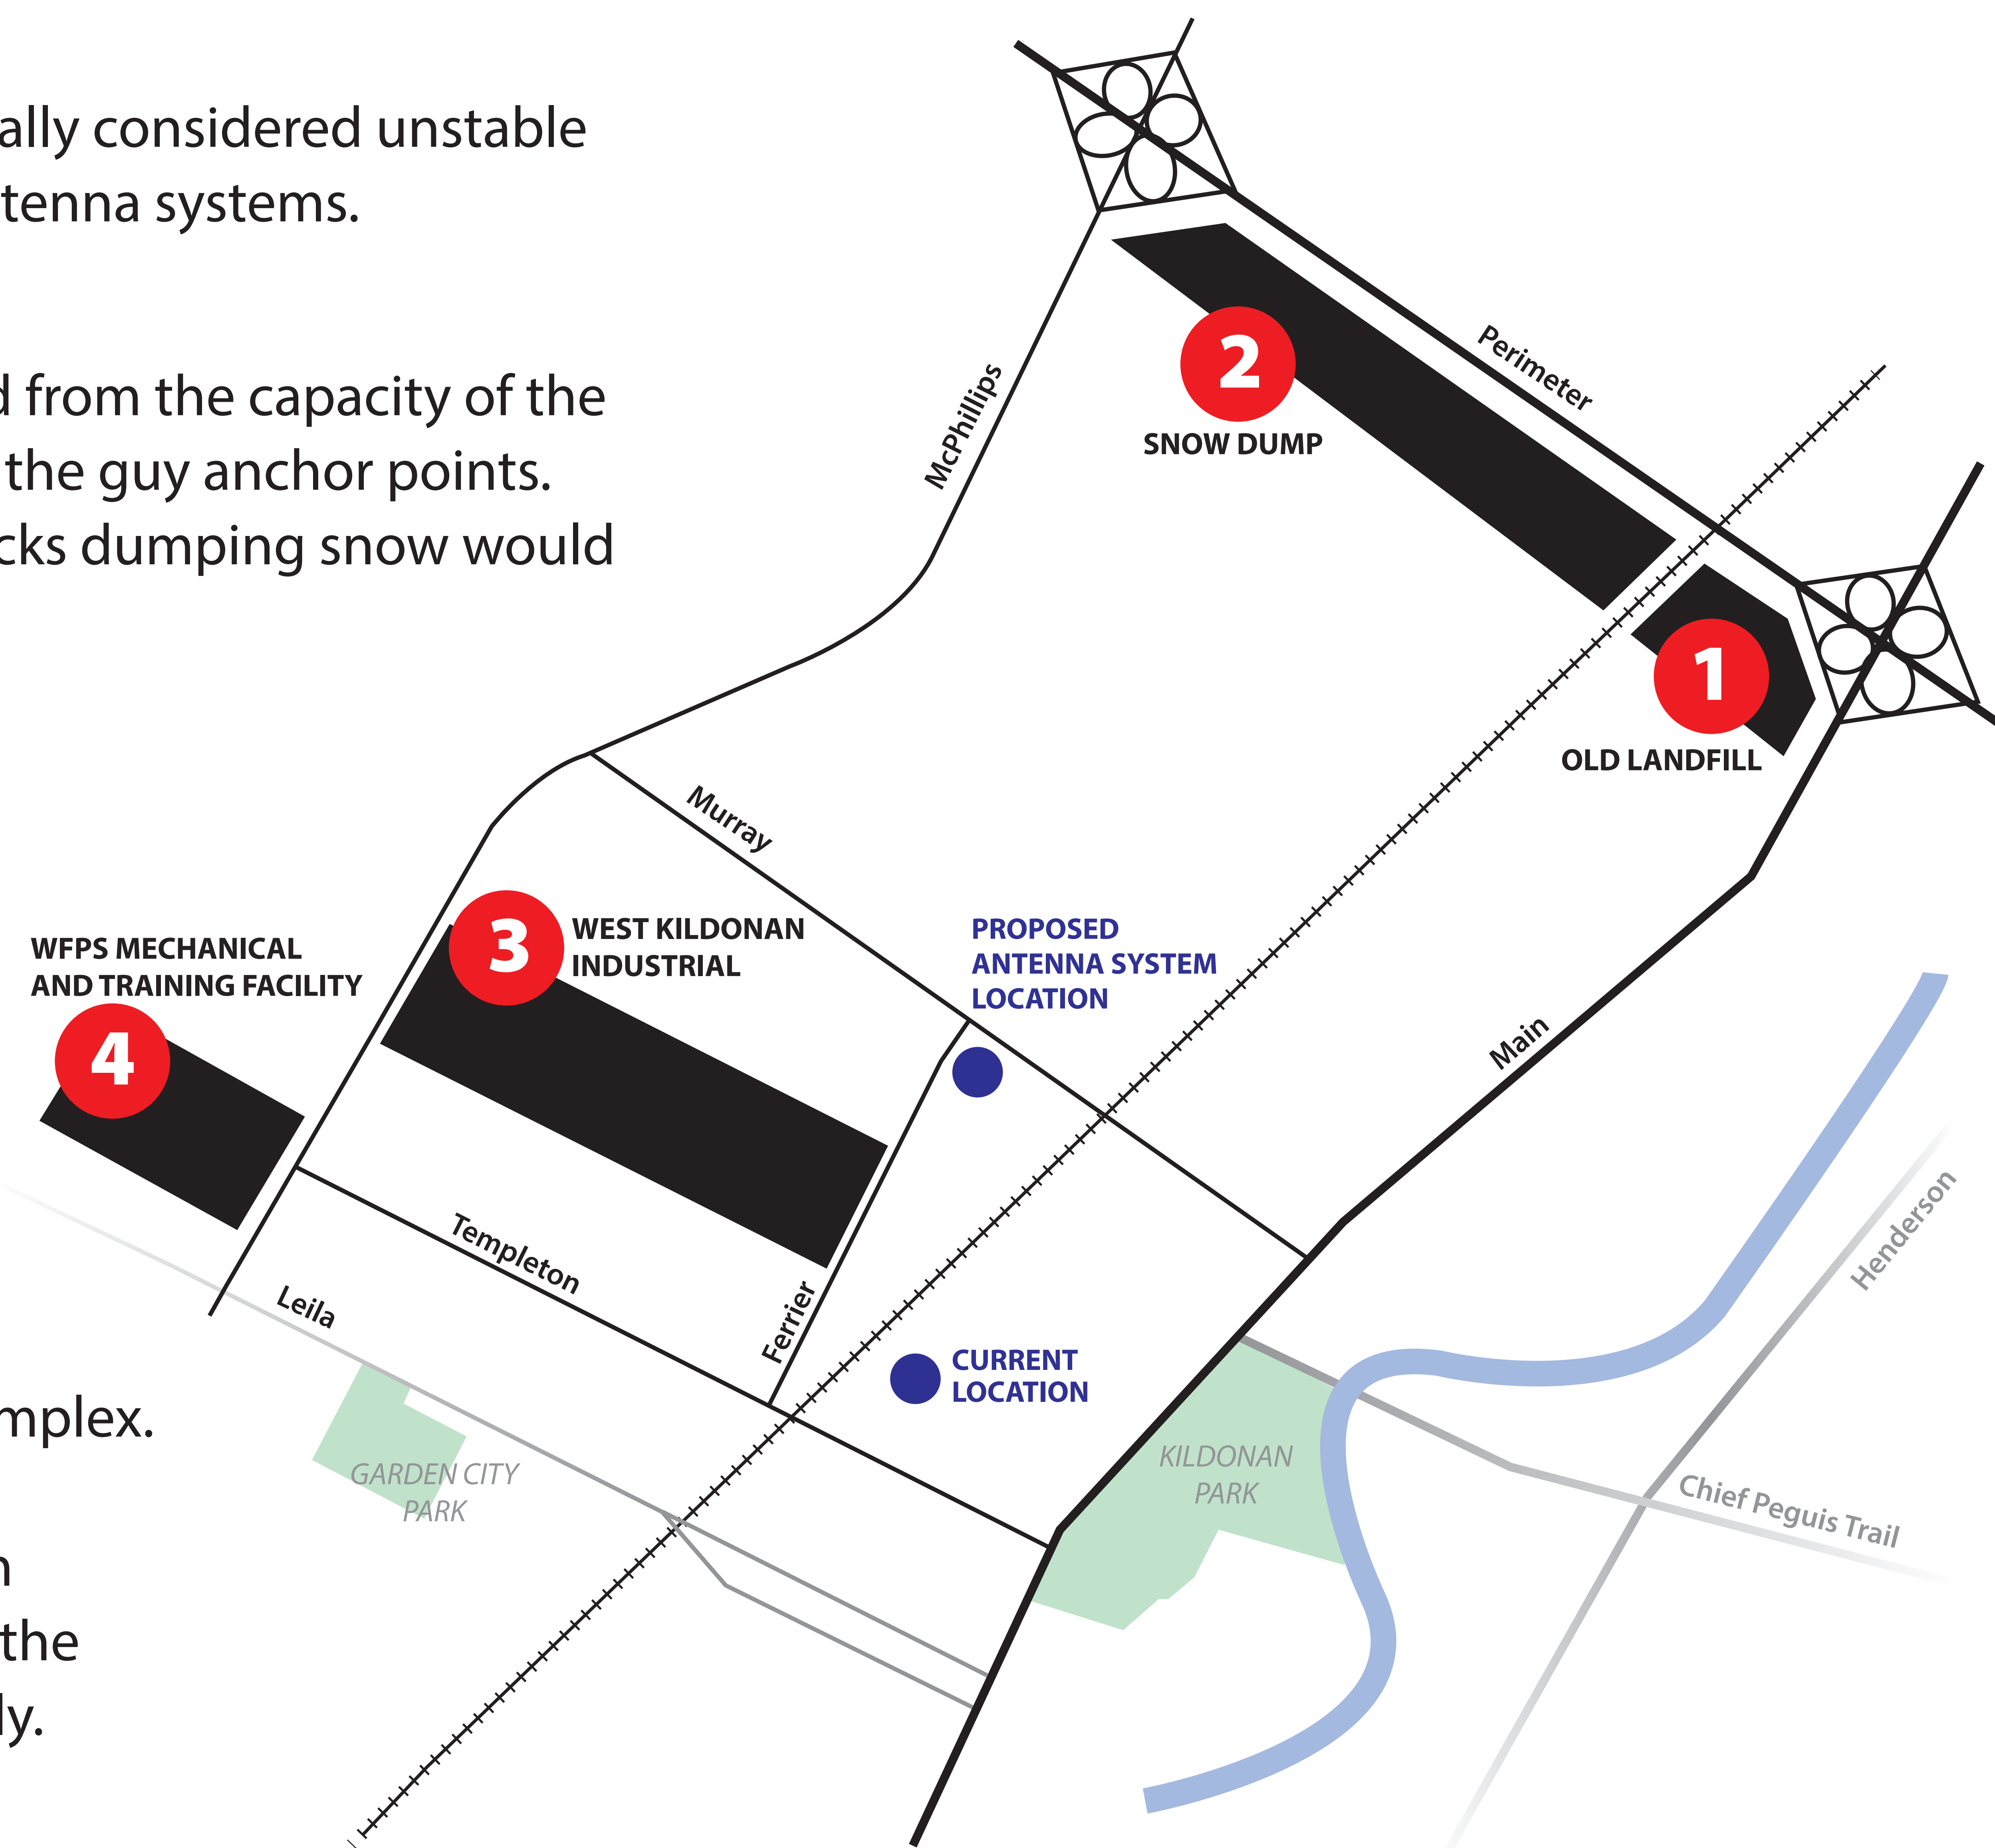 ally considered unstable
tenna systems.
d from the capacity of the
the guy anchor points.
cks dumping snow would
mplex.
n
the
ly.
McPhillips
2
SNOW DUMP
Perimeter
1
OLD LANDFILL
Murray
3
WEST KILDONAN
INDUSTRIAL
WFPS MECHANICAL
AND TRAINING FACILITY
4
PROPOSED
ANTENNA SYSTEM
LOCATION
Main
Henderson
Templeton
Leila
Ferrier
CURRENT
LOCATION
GARDEN CITY
PARK
KILDONAN
PARK
Chief Peguis Trail